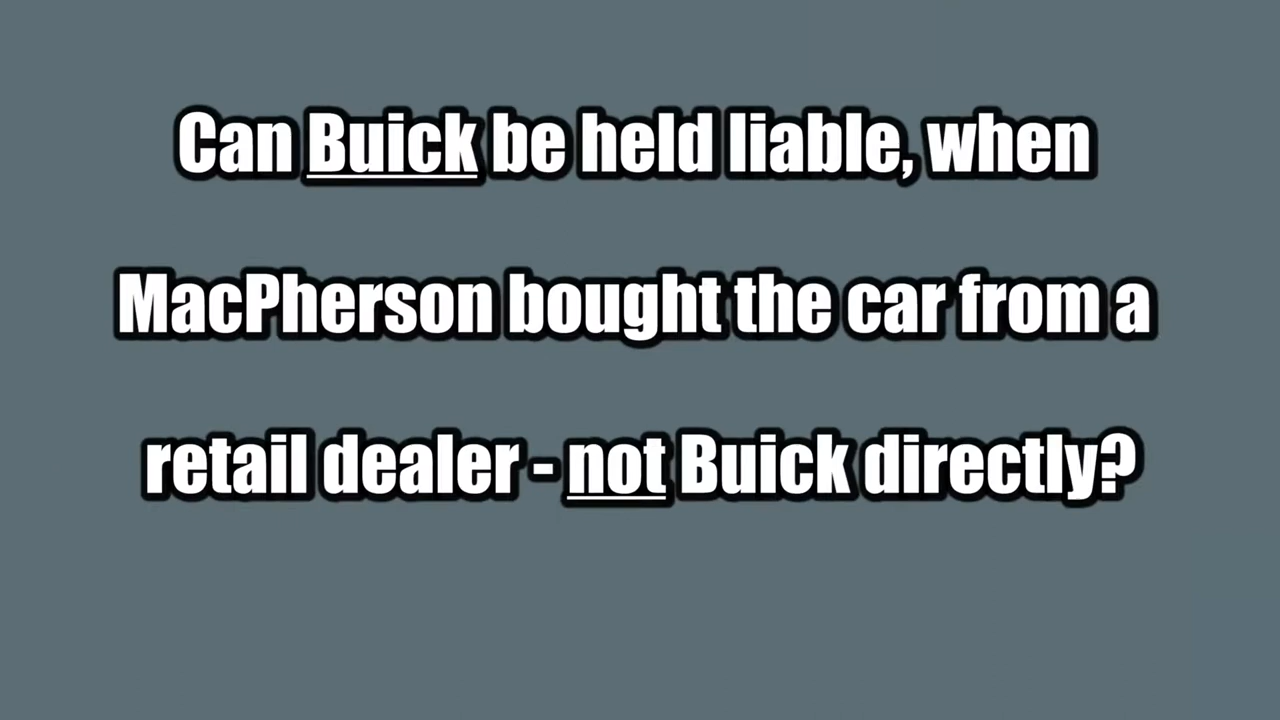 Can Buick be held liable, when
MacPherson bought the car from a
retail dealer - not Buick directly?